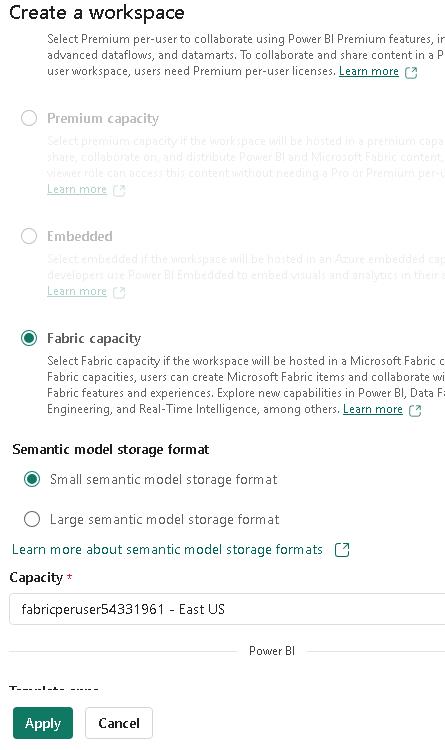 Create a workspace
Select Premium per-user to collaborate using Power BI Premium features, in
advanced dataflows, and datamarts. To collaborate and share content in a P
user workspace, users need Premium per-user licenses. Learn more
Premium capacity
Select premium capacity if the workspace will be hosted in a premium capa
share, collaborate on, and distribute Power BI and Microsoft Fabric content,
viewer role can access this content without needing a Pro or Premium per-u
Learn more
Embedded
Select embedded if the workspace will be hosted in an Azure embedded cap
developers use Power BI Embedded to embed visuals and analytics in their a
Learn more
Fabric capacity
Select Fabric capacity if the workspace will be hosted in a Microsoft Fabric c
Fabric capacities, users can create Microsoft Fabric items and collaborate wi
Fabric features and experiences. Explore new capabilities in Power BI, Data Fa
Engineering, and Real-Time Intelligence, among others. Learn more
Semantic model storage format
Small semantic model storage format
Large semantic model storage format
Learn more about semantic model storage formats
Capacity *
fabricperuser54331961 - East US
Power BI
Apply
Cancel